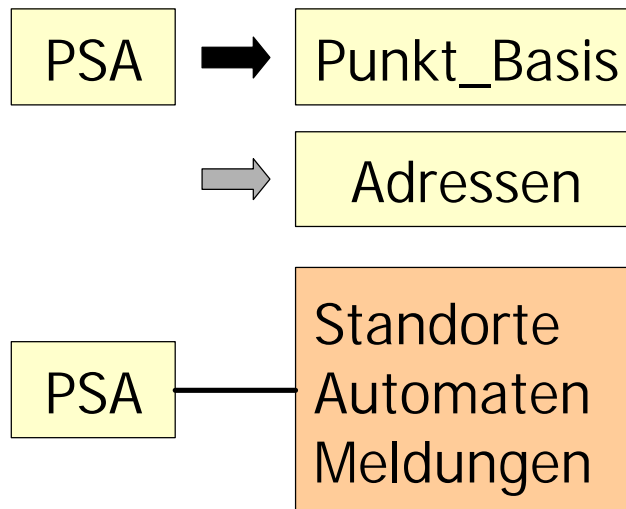 PSA
Punkt_Basis
Adressen
PSA
Standorte
Automaten
Meldungen